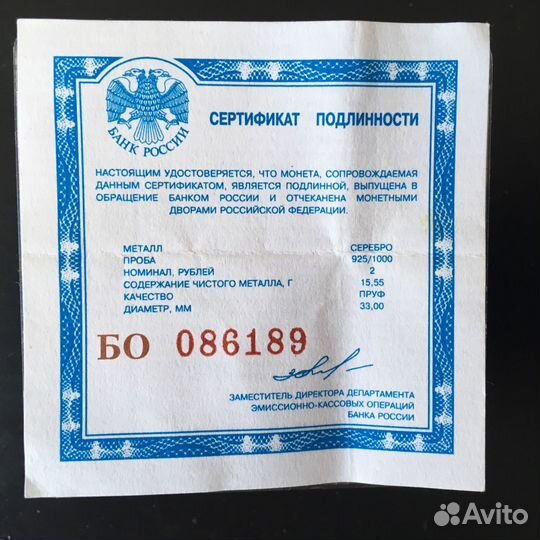 БАНК РОССИИ
СЕРТИФИКАТ ПОДЛИННОСТИ
НАСТОЯЩИМ УДОСТОВЕРЯЕТСЯ, ЧТО МОНЕТА, СОПРОВОЖДАЕМАЯ
ДАННЫМ СЕРТИФИКАТОМ, ЯВЛЯЕТСЯ ПОДЛИННОЙ, ВЫПУЩЕНА В
ОБРАЩЕНИЕ БАНКОМ РОССИИ И ОТЧЕКАНЕНА МОНЕТНЫМИ
ДВОРАМИ РОССИЙСКОЙ ФЕДЕРАЦИИ.
МЕТАЛЛ СЕРЕБРО
ПРОБА 925/1000
НОМИНАЛ, РУБЛЕЙ 2
СОДЕРЖАНИЕ ЧИСТОГО МЕТАЛЛА, Г 15,55
КАЧЕСТВО ПРУФ
ДИАМЕТР, ММ 33,00
БО 086189
ЗАМЕСТИТЕЛЬ ДИРЕКТОРА ДЕПАРТАМЕНТА
ЭМИССИОННО-КАССОВЫХ ОПЕРАЦИЙ
БАНКА РОССИИ
Avito